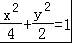 x²/4 + y²/2 = 1